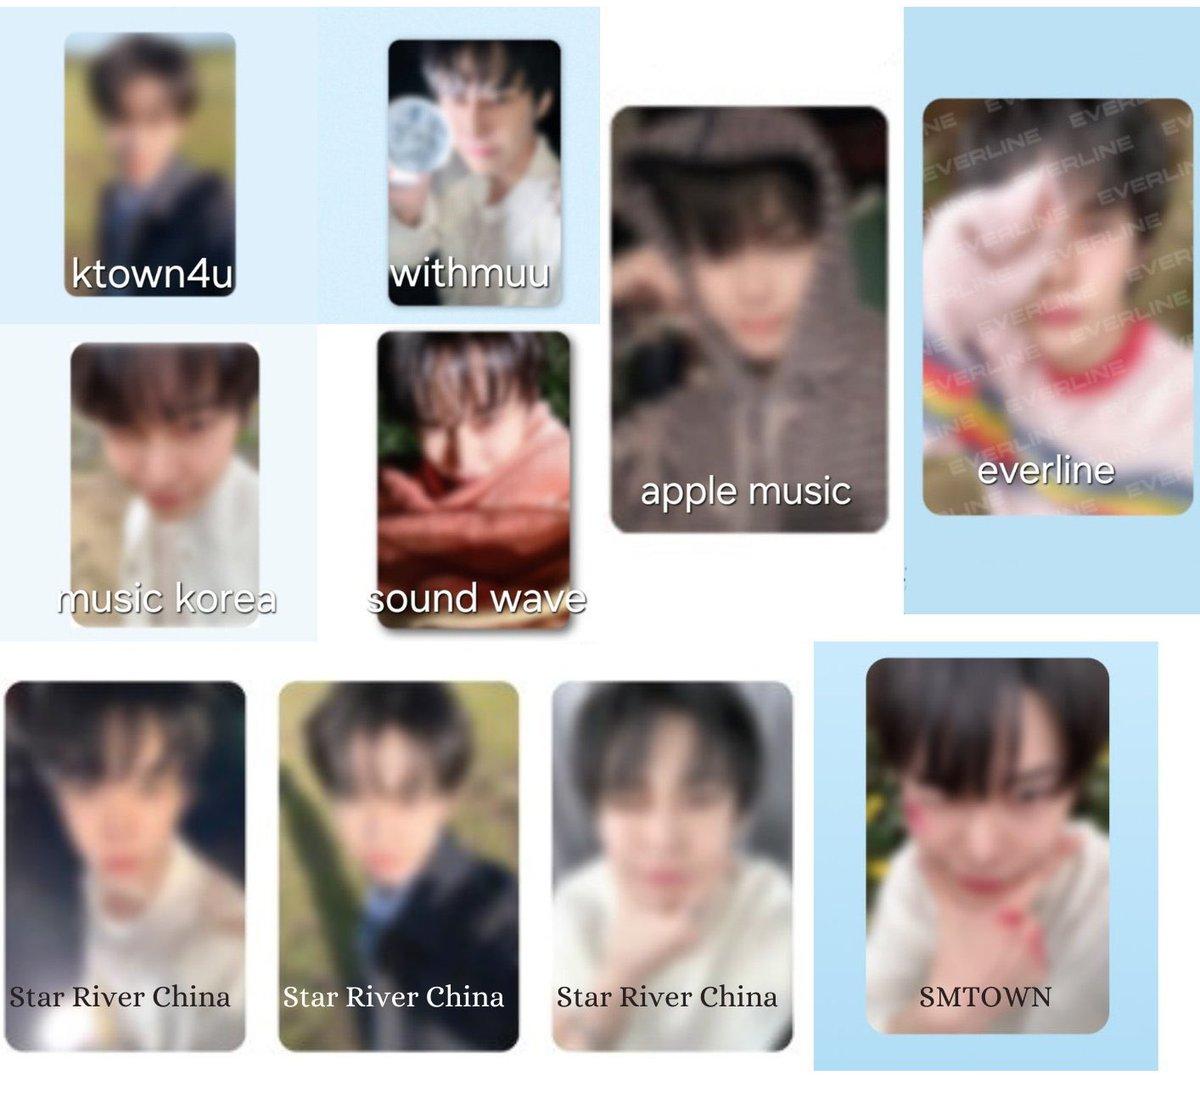 ktown4u
withmuu
apple music
EVERLINE
everline
music korea
sound wave
Star River China
Star River China
Star River China
SMTOWN